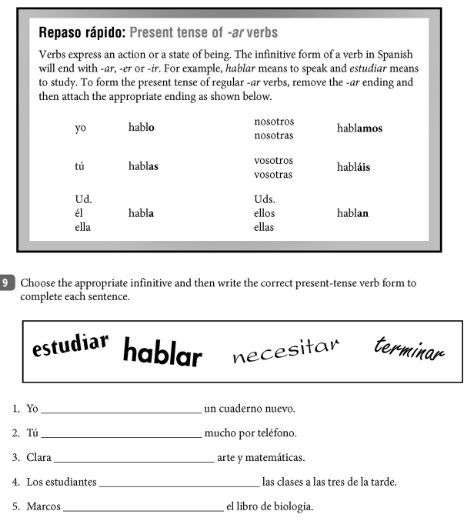 Repaso rápido: Present tense of -ar verbs
Verbs express an action or a state of being. The infinitive form of a verb in Spanish
will end with -ar, -er or -ir. For example, hablar means to speak and estudiar means
to study. To form the present tense of regular -ar verbs, remove the -ar ending and
then attach the appropriate ending as shown below.
yo hablo nosotros nosotras hablamos
tú hablas vosotros vosotras habláis
Ud. él ella habla Uds. ellos ellas hablan
9 Choose the appropriate infinitive and then write the correct present-tense verb form to
complete each sentence.
estudiar hablar necesitar terminar
1. Yo ____________ un cuaderno nuevo.
2. Tú ____________ mucho por teléfono.
3. Clara ____________ arte y matemáticas.
4. Los estudiantes ____________ las clases a las tres de la tarde.
5. Marcos ____________ el libro de biología.